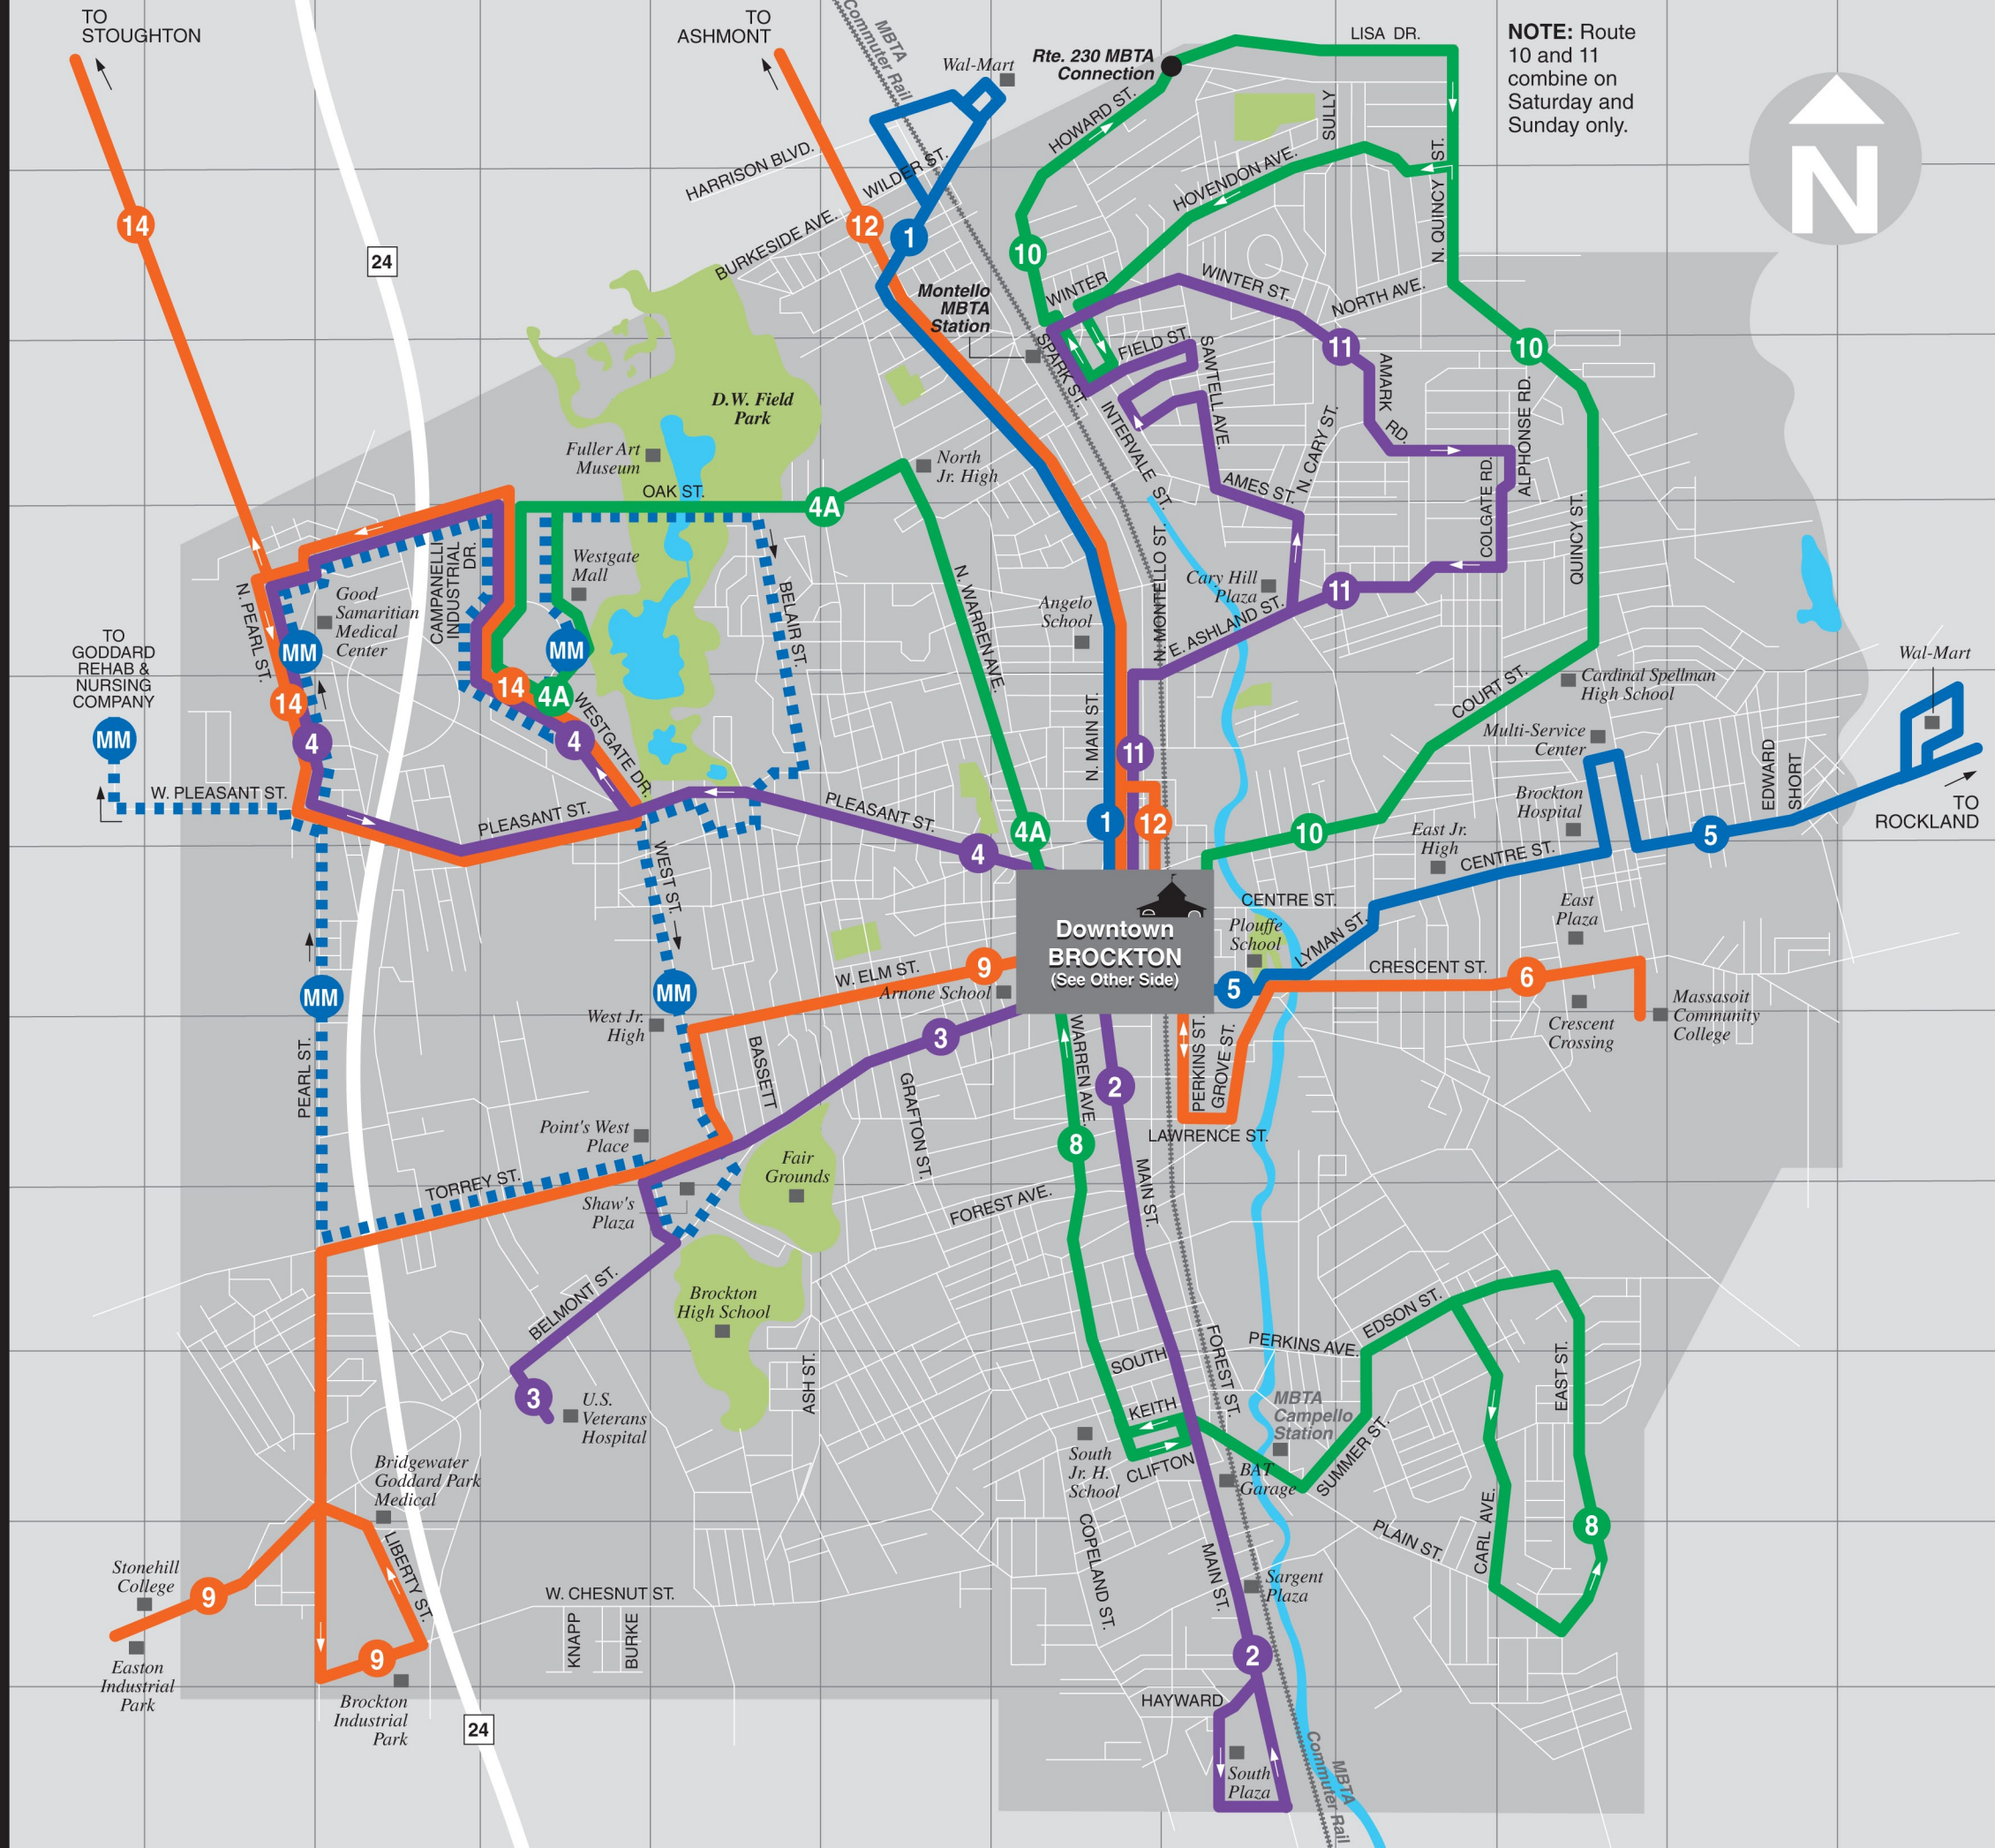 TO
STOUGHTON
TO
ASHMONT
MBTA
Commuter Rail
Wal-Mart
Rte. 230 MBTA
Connection
LISA DR.
NOTE: Route
10 and 11
combine on
Saturday and
Sunday only.
N
HOWARD ST.
SULLY
HARRISON BLVD.
WILDER ST.
S.
HOVENDON AVE.
N. QUINCY ST.
14
12
1
10
24
BURKESIDE AVE.
Montello
MBTA
Station
WINTER
WINTER ST.
NORTH AVE.
SPARK ST.
FIELD ST.
SAWTELL AVE.
11
10
AMARK
RD.
ALPHONSE RD.
D.W. Field
Park
Fuller Art
Museum
North
Jr. High
INTERVALE ST.
N. CARY ST.
AMES ST.
COLGATE RD.
QUINCY ST.
OAK ST.
4A
CAMPANELLI
INDUSTRIAL
DR.
Westgate
Mall
BELAIR ST.
N. WARREN AVE.
N. MONTELLO ST.
Cary Hill
Plaza
11
E. ASHLAND ST.
Angelo
School
N. PEARL ST.
Good
Samaritian
Medical
Center
MM
MM
TO
GODDARD
REHAB &
NURSING
COMPANY
MM
14
4
14
4A
4
WESTGATE DR.
N. MAIN ST.
11
COURT ST.
Cardinal Spellman
High School
Multi-Service
Center
Wal-Mart
W. PLEASANT ST.
PLEASANT ST.
PLEASANT ST.
WEST ST.
4
4A
1
12
10
Brockton
Hospital
EDWARD
SHORT
TO
ROCKLAND
5
East Jr.
High
CENTRE ST.
CENTRE ST.
Downtown
BROCKTON
(See Other Side)
Plouffe
School
LYMAN ST.
East
Plaza
W. ELM ST.
9
Arnone School
5
CRESCENT ST.
6
MM
MM
West Jr.
High
3
Crescent
Crossing
Massasoit
Community
College
PEARL ST.
BASSETT
GRAFTON ST.
WARREN AVE.
2
PERKINS ST.
GROVE ST.
LAWRENCE ST.
Point's West
Place
8
MAIN ST.
TORREY ST.
Fair
Grounds
Shaw's
Plaza
FOREST AVE.
BELMONT ST.
Brockton
High School
ASH ST.
SOUTH
FOREST ST.
PERKINS AVE.
EDSON ST.
EAST ST.
3
U.S.
Veterans
Hospital
KEITH
CLIFTON
MBTA
Campello
Station
South
Jr. H.
School
BAT
Garage
SUMMER ST.
Bridgewater
Goddard Park
Medical
COPELAND ST.
MAIN ST.
PLAIN ST.
CARL AVE.
8
LIBERTY ST.
Stonehill
College
9
W. CHESNUT ST.
KNAPP
BURKE
Sargent
Plaza
2
9
Easton
Industrial
Park
Brockton
Industrial
Park
24
HAYWARD
South
Plaza
MBTA
Commuter Rail